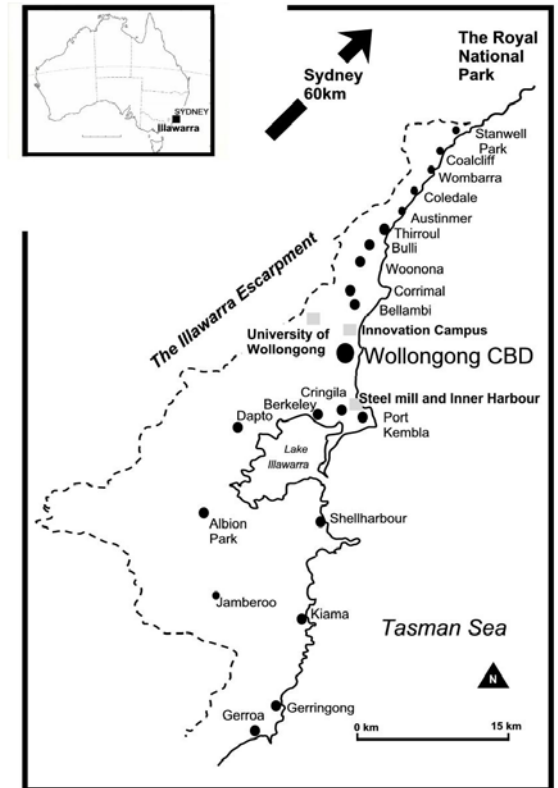 SYDNEY
Illawarra
Sydney
60km
The Royal
National
Park
Stanwell
Park
Coalcliff
Wombarra
Coledale
Austinmer
Thirroul
Bulli
Woonona
Corrimal
Bellambi
The Illawarra Escarpment
University of
Wollongong
Innovation Campus
Wollongong CBD
Cringila
Steel mill and Inner Harbour
Berkeley
Dapto
Port
Kembla
Lake
Illawarra
Albion
Park
Shellharbour
Jamberoo
Kiama
Tasman Sea
N
Gerringong
Gerroa
0 km
15 km